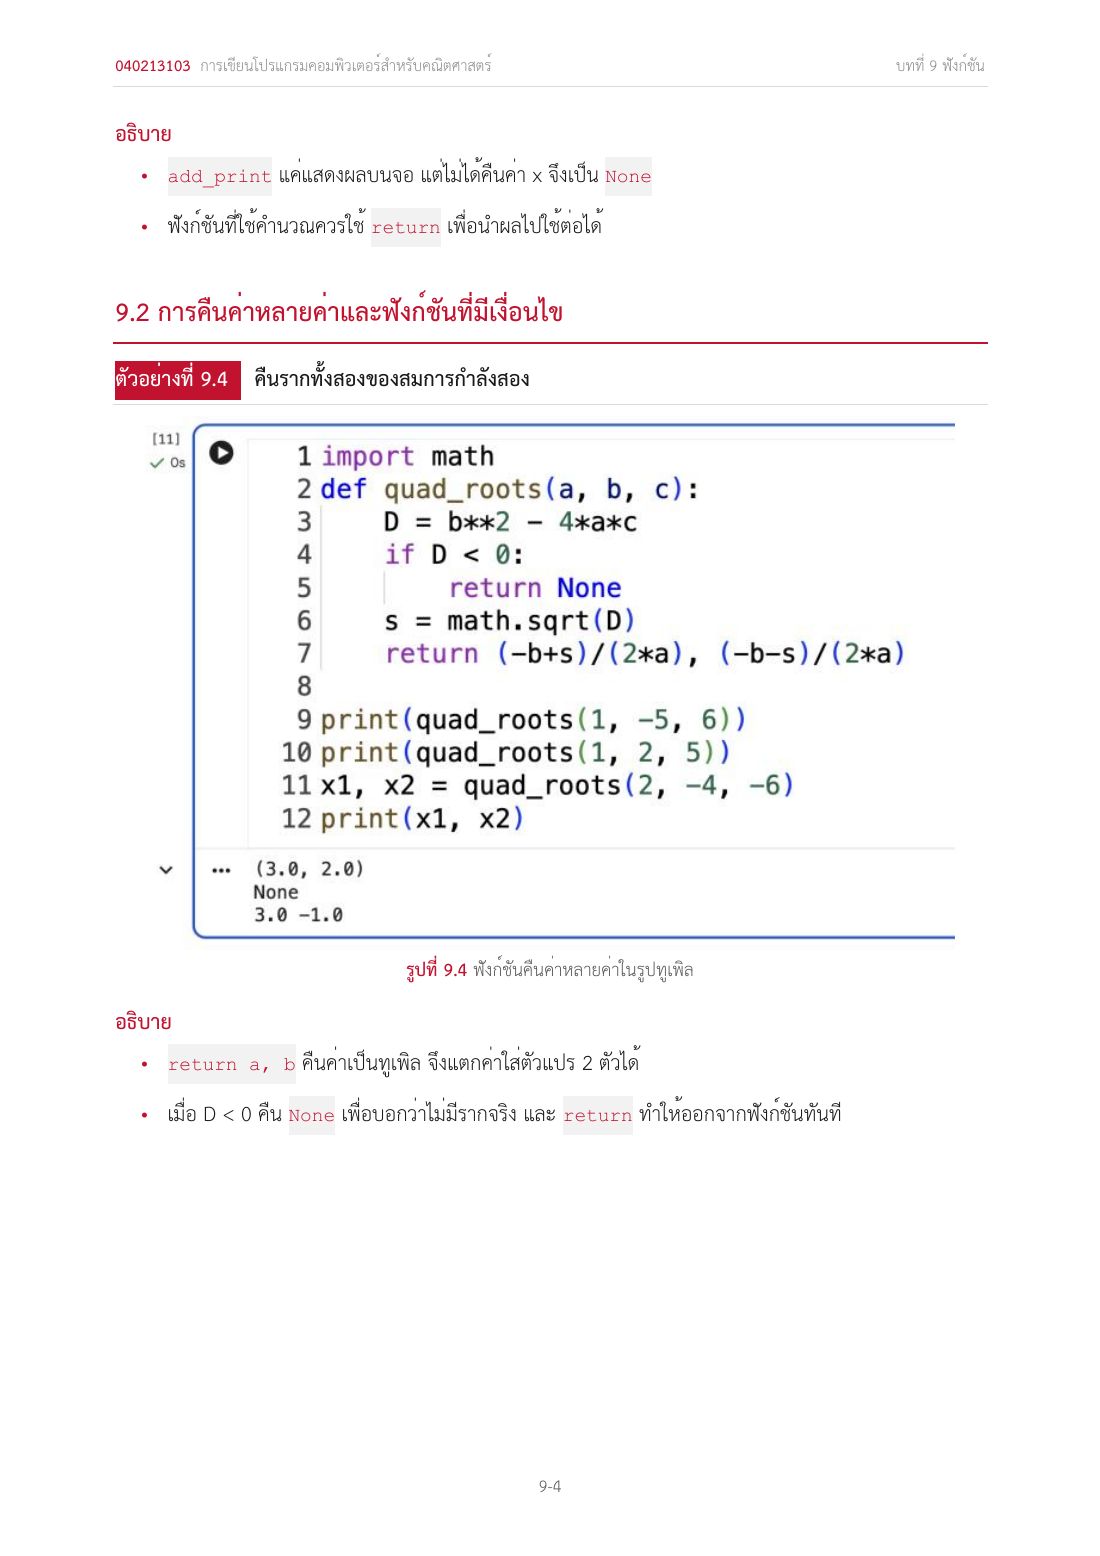 040213103 การเขียนโปรแกรมคอมพิวเตอร์สำหรับคณิตศาสตร์ บทที่ 9 ฟังก์ชัน
อธิบาย
• add_print แค่แสดงผลบนจอ แต่ไม่ได้คืนค่า x จึงเป็น None
• ฟังก์ชันที่ใช้คำนวณควรใช้ return เพื่อนำผลไปใช้ต่อได้
9.2 การคืนค่าหลายค่าและฟังก์ชันที่มีเงื่อนไข
ตัวอย่างที่ 9.4 คืนรากทั้งสองของสมการกำลังสอง
[11]
0s
1 import math
2 def quad_roots(a, b, c):
3     D = b**2 - 4*a*c
4     if D < 0:
5         return None
6     s = math.sqrt(D)
7     return (-b+s)/(2*a), (-b-s)/(2*a)
8
9 print(quad_roots(1, -5, 6))
10 print(quad_roots(1, 2, 5))
11 x1, x2 = quad_roots(2, -4, -6)
12 print(x1, x2)
(3.0, 2.0)
None
3.0 -1.0
รูปที่ 9.4 ฟังก์ชันคืนค่าหลายค่าในรูปทูเพิล
อธิบาย
• return a, b คืนค่าเป็นทูเพิล จึงแตกค่าใส่ตัวแปร 2 ตัวได้
• เมื่อ D < 0 คืน None เพื่อบอกว่าไม่มีรากจริง และ return ทำให้ออกจากฟังก์ชันทันที
9-4